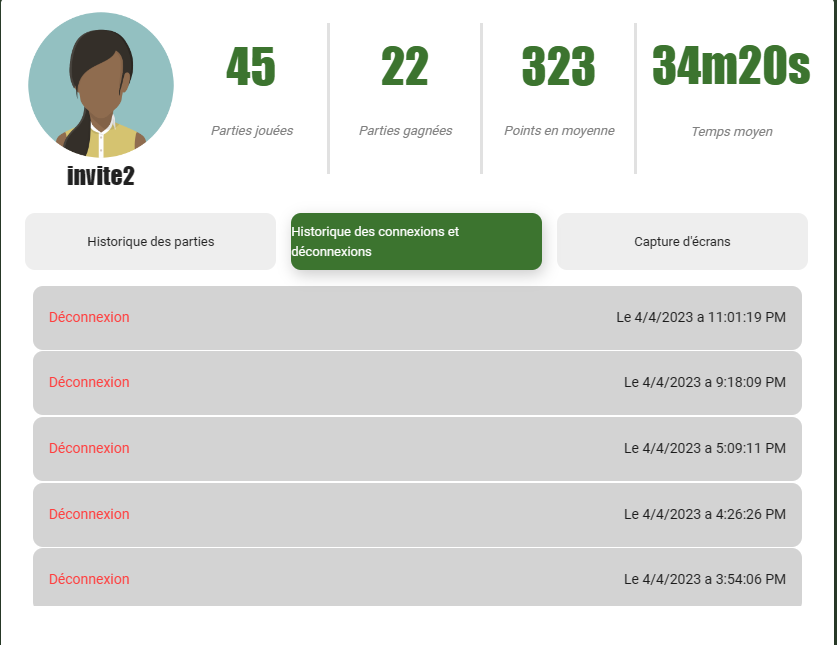 45
22
323
34m20s
Parties jouées
Parties gagnées
Points en moyenne
Temps moyen
invite2
Historique des parties
Historique des connexions et
déconnexions
Capture d'écrans
Déconnexion
Le 4/4/2023 a 11:01:19 PM
Déconnexion
Le 4/4/2023 a 9:18:09 PM
Déconnexion
Le 4/4/2023 a 5:09:11 PM
Déconnexion
Le 4/4/2023 a 4:26:26 PM
Déconnexion
Le 4/4/2023 a 3:54:06 PM